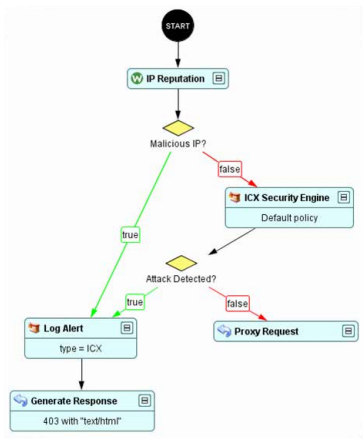 START
IP Reputation
Malicious IP?
false
ICX Security Engine
Default policy
true
Attack Detected?
true
false
Log Alert
type = ICX
Proxy Request
Generate Response
403 with "text/html"